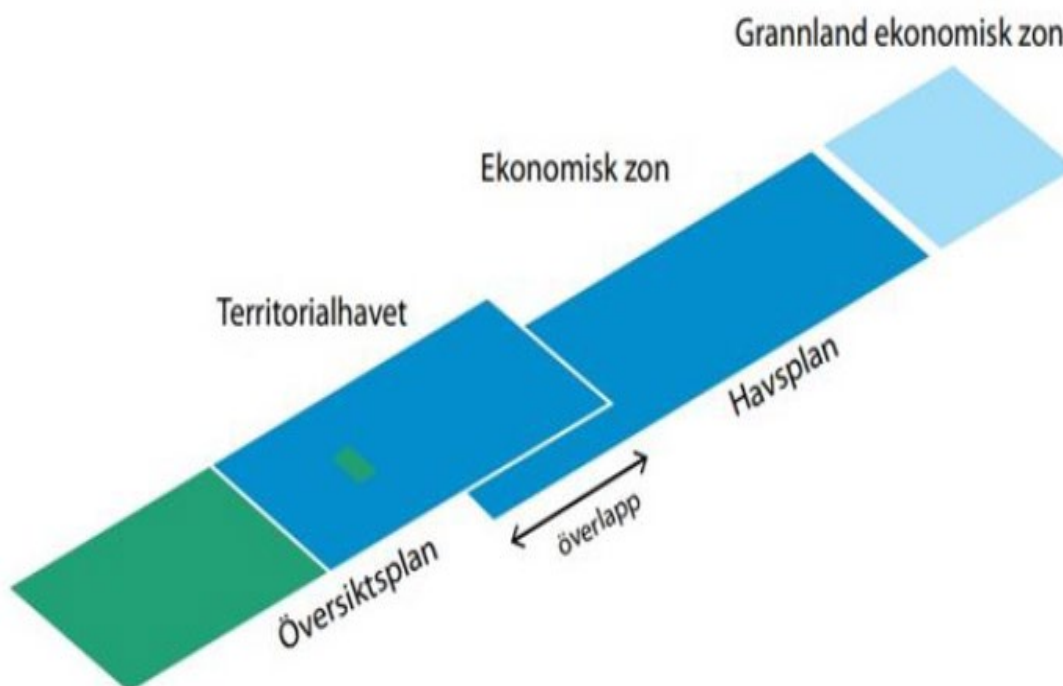 Grannland ekonomisk zon
Ekonomisk zon
Territorialhavet
Havsplan
överlapp
Översiktsplan